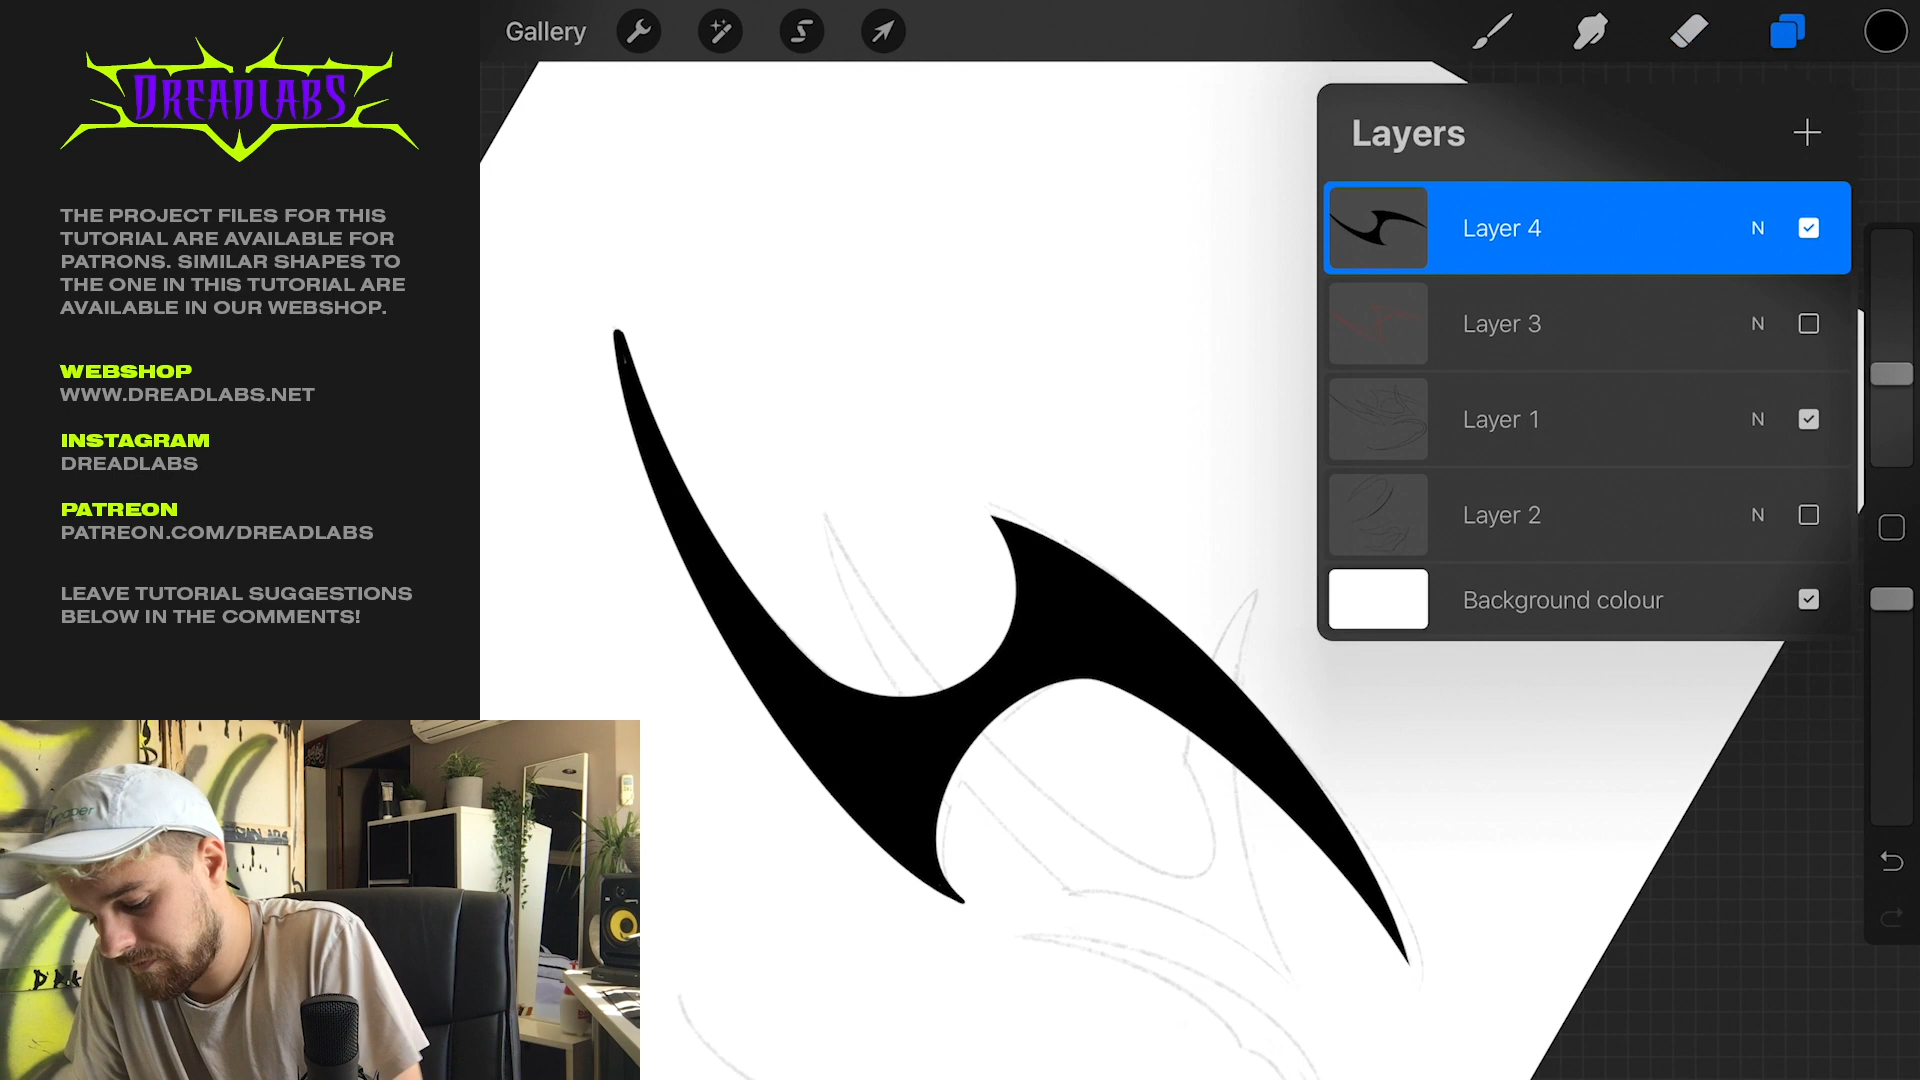 DREADLABS
THE PROJECT FILES FOR THIS
TUTORIAL ARE AVAILABLE FOR
PATRONS. SIMILAR SHAPES TO
THE ONE IN THIS TUTORIAL ARE
AVAILABLE IN OUR WEBSHOP.
WEBSHOP
WWW.DREADLABS.NET
INSTAGRAM
DREADLABS
PATREON
PATREON.COM/DREADLABS
LEAVE TUTORIAL SUGGESTIONS
BELOW IN THE COMMENTS!
Gallery
Layers
Layer 4 N
Layer 3 N
Layer 1 N
Layer 2 N
Background colour